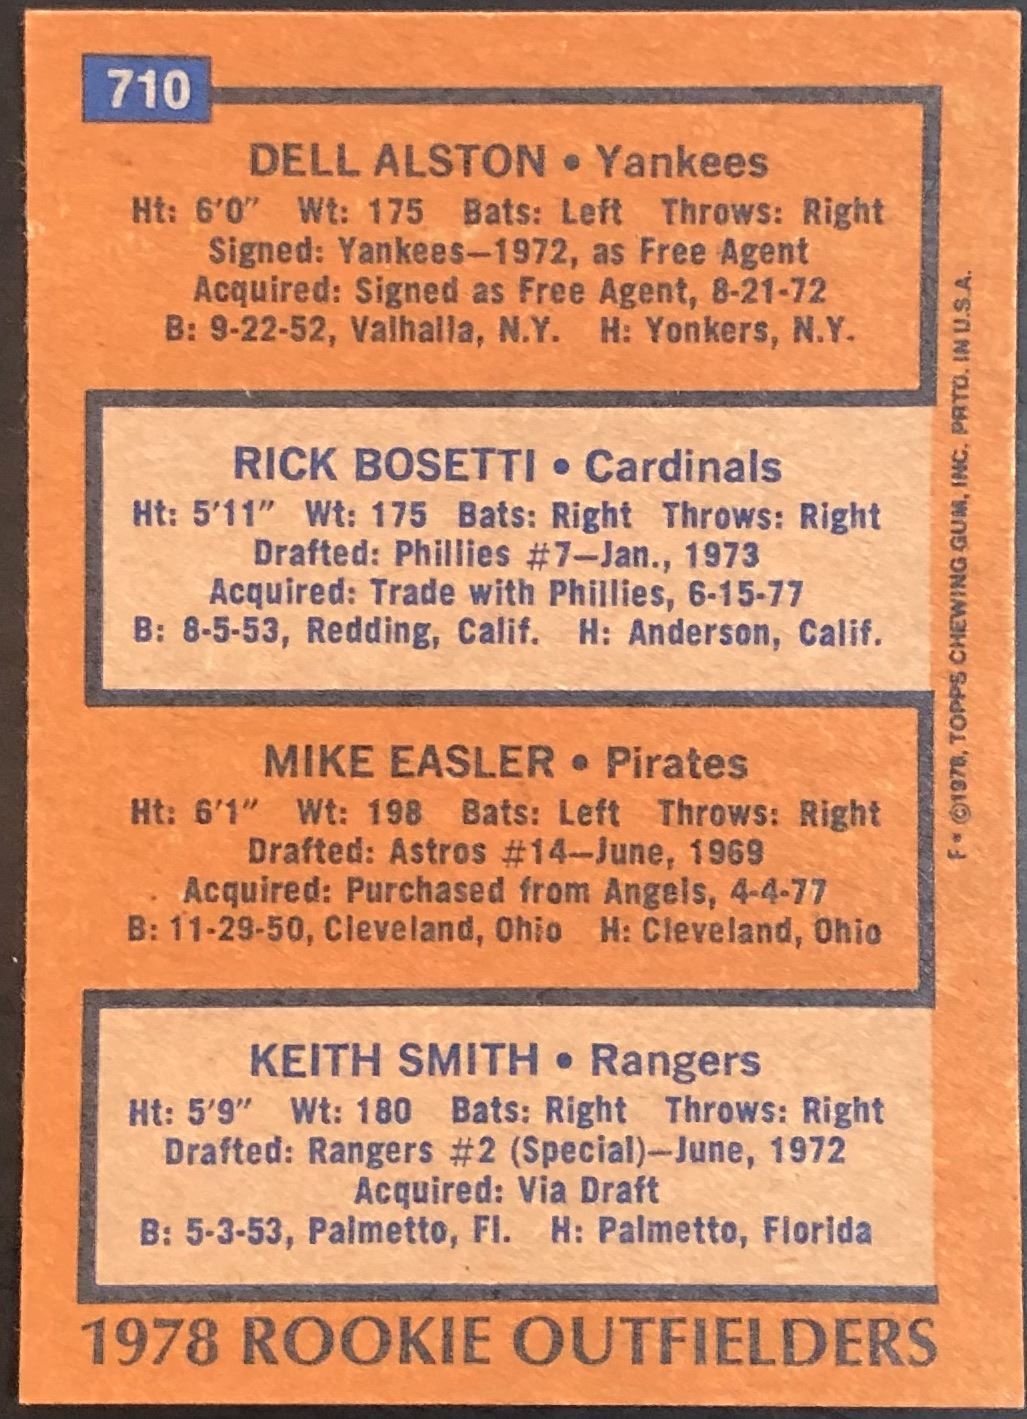 710
DELL ALSTON • Yankees
Ht: 6'0" Wt: 175 Bats: Left Throws: Right
Signed: Yankees—1972, as Free Agent
Acquired: Signed as Free Agent, 8-21-72
B: 9-22-52, Valhalla, N.Y. H: Yonkers, N.Y.
RICK BOSETTI • Cardinals
Ht: 5'11" Wt: 175 Bats: Right Throws: Right
Drafted: Phillies #7—Jan., 1973
Acquired: Trade with Phillies, 6-15-77
B: 8-5-53, Redding, Calif. H: Anderson, Calif.
MIKE EASLER • Pirates
Ht: 6'1" Wt: 198 Bats: Left Throws: Right
Drafted: Astros #14—June, 1969
Acquired: Purchased from Angels, 4-4-77
B: 11-29-50, Cleveland, Ohio H: Cleveland, Ohio
KEITH SMITH • Rangers
Ht: 5'9" Wt: 180 Bats: Right Throws: Right
Drafted: Rangers #2 (Special)—June, 1972
Acquired: Via Draft
B: 5-3-53, Palmetto, Fl. H: Palmetto, Florida
1978 ROOKIE OUTFIELDERS
F* ©1978, TOPPS CHEWING GUM, INC. PRTD. IN U.S.A.